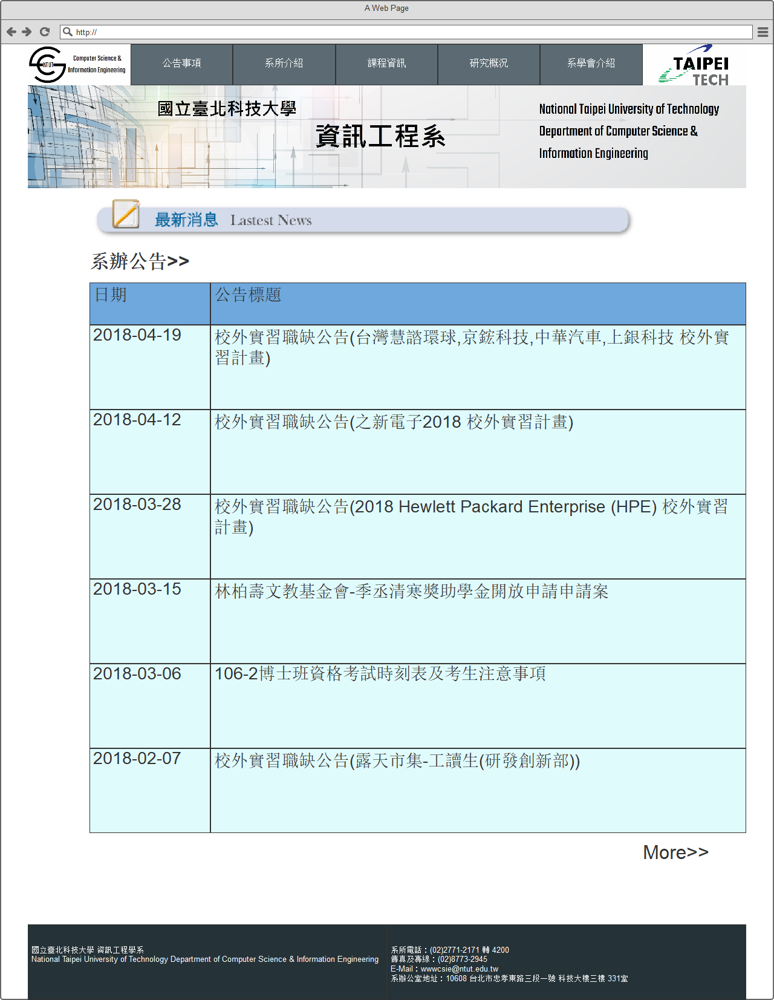 A Web Page
http://
NTUT
Computer Science &
Information Engineering
公告事項
系所介紹
課程資訊
研究概況
系學會介紹
TAIPEI
TECH
國立臺北科技大學
資訊工程系
National Taipei University of Technology
Department of Computer Science &
Information Engineering
最新消息 Lastest News
系辦公告>>
日期 公告標題
2018-04-19 校外實習職缺公告(台灣慧諮環球,京鋐科技,中華汽車,上銀科技 校外實
習計畫)
2018-04-12 校外實習職缺公告(之新電子2018 校外實習計畫)
2018-03-28 校外實習職缺公告(2018 Hewlett Packard Enterprise (HPE) 校外實習
計畫)
2018-03-15 林柏壽文教基金會-季丞清寒獎助學金開放申請申請案
2018-03-06 106-2博士班資格考試時刻表及考生注意事項
2018-02-07 校外實習職缺公告(露天市集-工讀生(研發創新部))
More>>
國立臺北科技大學 資訊工程學系
National Taipei University of Technology Department of Computer Science & Information Engineering
系所電話：(02)2771-2171 轉 4200
傳真及專線：(02)8773-2945
E-Mail：wwwcsie@ntut.edu.tw
系辦公室地址：10608 台北市忠孝東路三段一號 科技大樓三樓 331室